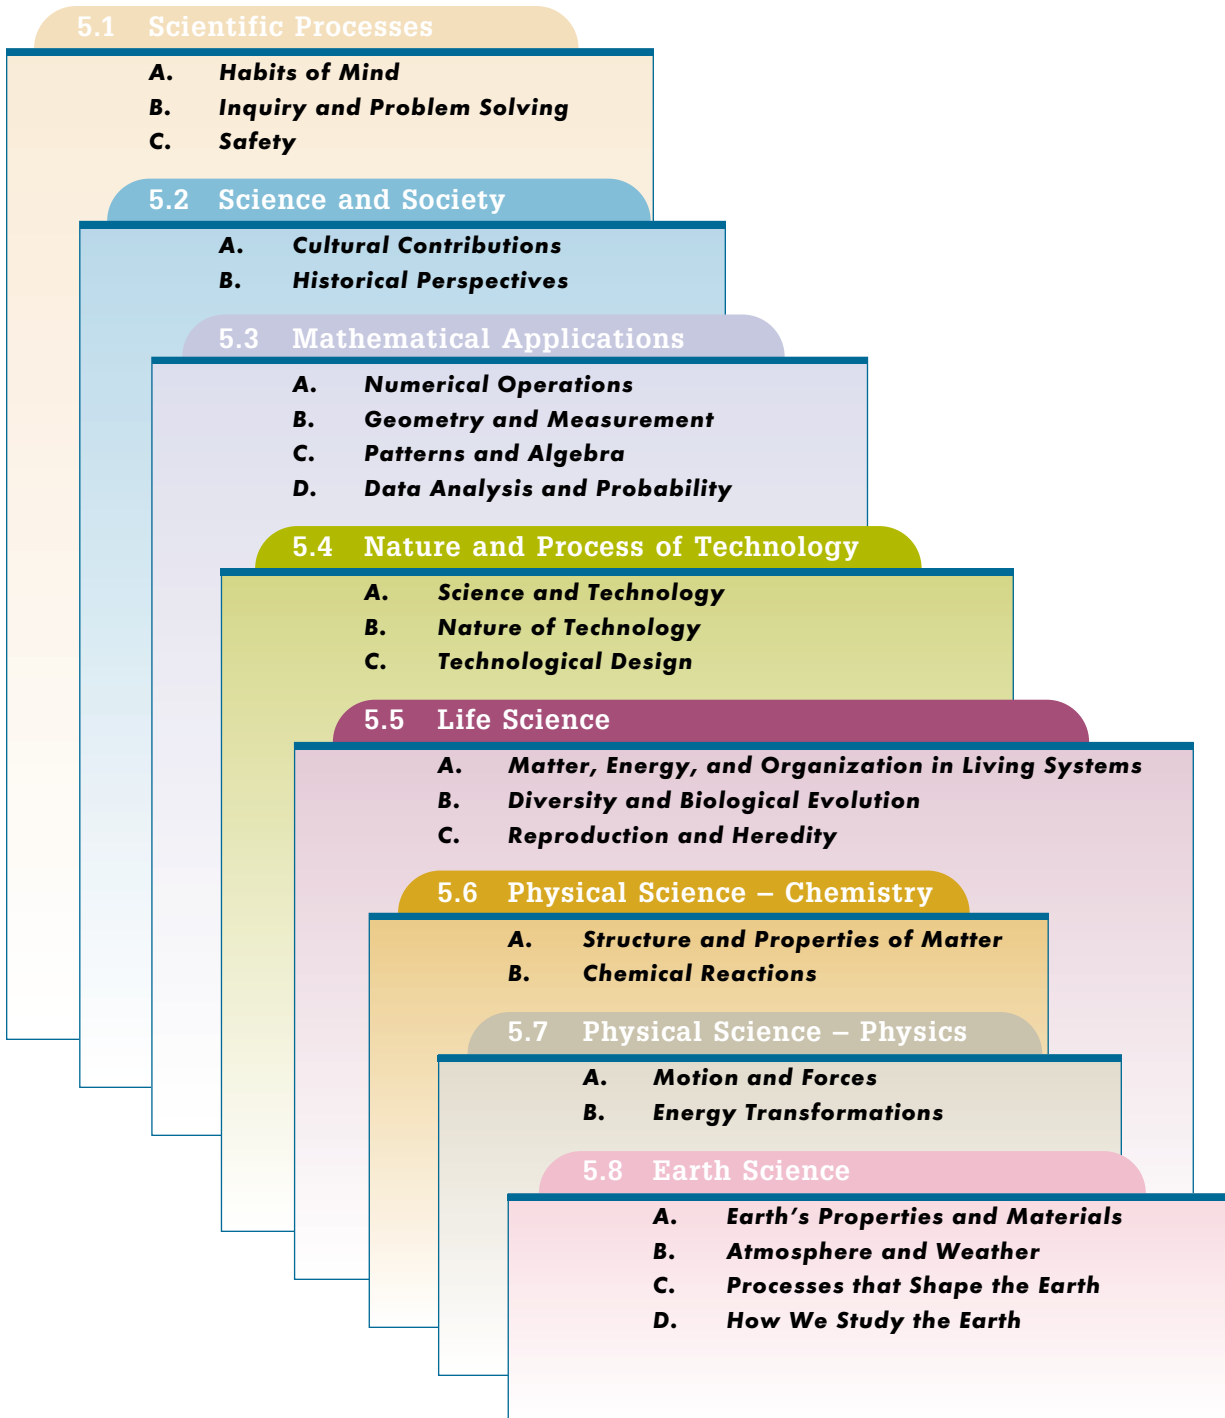 5.1 Scientific Processes
A. Habits of Mind
B. Inquiry and Problem Solving
C. Safety
5.2 Science and Society
A. Cultural Contributions
B. Historical Perspectives
5.3 Mathematical Applications
A. Numerical Operations
B. Geometry and Measurement
C. Patterns and Algebra
D. Data Analysis and Probability
5.4 Nature and Process of Technology
A. Science and Technology
B. Nature of Technology
C. Technological Design
5.5 Life Science
A. Matter, Energy, and Organization in Living Systems
B. Diversity and Biological Evolution
C. Reproduction and Heredity
5.6 Physical Science – Chemistry
A. Structure and Properties of Matter
B. Chemical Reactions
5.7 Physical Science – Physics
A. Motion and Forces
B. Energy Transformations
5.8 Earth Science
A. Earth’s Properties and Materials
B. Atmosphere and Weather
C. Processes that Shape the Earth
D. How We Study the Earth